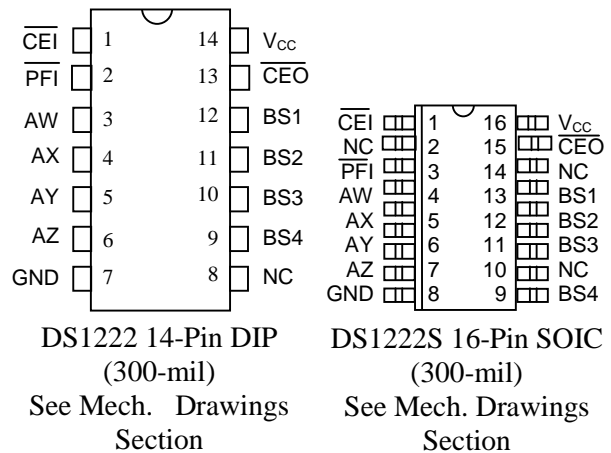 CEI 1 14 VCC
PFI 2 13 CEO
AW 3 12 BS1
AX 4 11 BS2
AY 5 10 BS3
AZ 6 9 BS4
GND 7 8 NC
DS1222 14-Pin DIP
(300-mil)
See Mech. Drawings
Section
CEI 1 16 VCC
NC 2 15 CEO
PFI 3 14 NC
AW 4 13 BS1
AX 5 12 BS2
AY 6 11 BS3
AZ 7 10 NC
GND 8 9 BS4
DS1222S 16-Pin SOIC
(300-mil)
See Mech. Drawings
Section